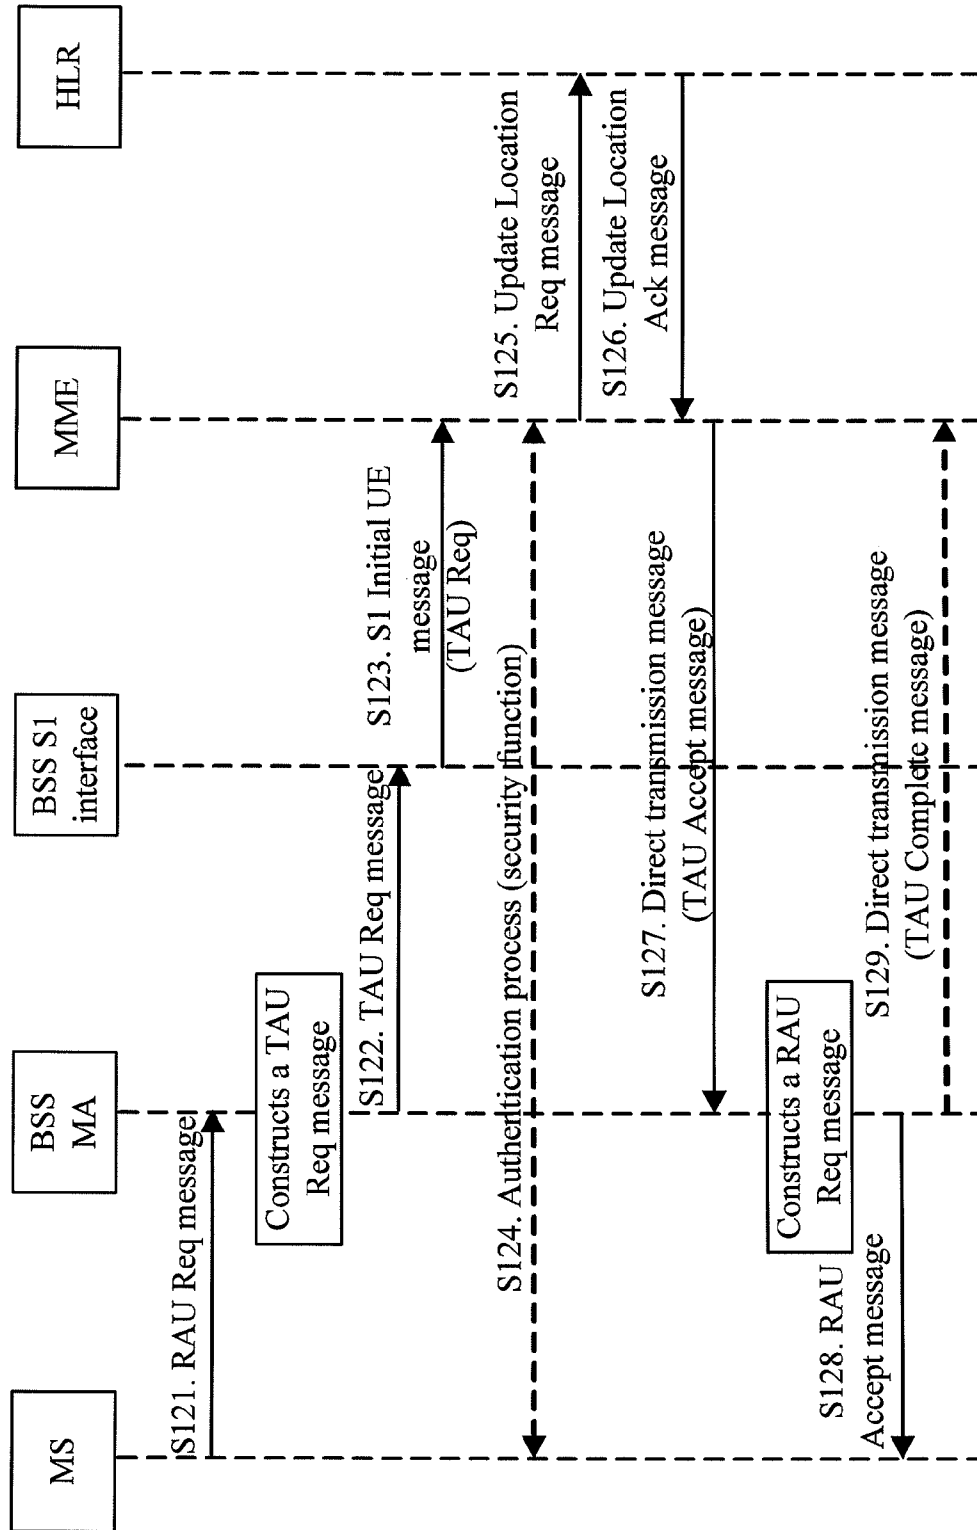 MS
BSS
MA
BSS S1
interface
MME
HLR
S121. RAU Req message
Constructs a TAU
Req message
S122. TAU Req message
S123. S1 Initial UE
message
(TAU Req)
S124. Authentication process (security function)
S125. Update Location
Req message
S126. Update Location
Ack message
S127. Direct transmission message
(TAU Accept message)
Constructs a RAU
Req message
S128. RAU
Accept message
S129. Direct transmission message
(TAU Complete message)